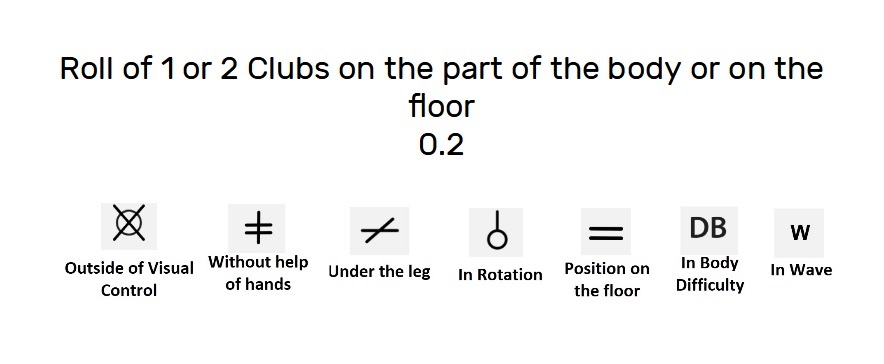 Roll of 1 or 2 Clubs on the part of the body or on the
floor
0.2
DB
W
Outside of Visual
Control
Without help
of hands
Under the leg
In Rotation
Position on
the floor
In Body
Difficulty
In Wave